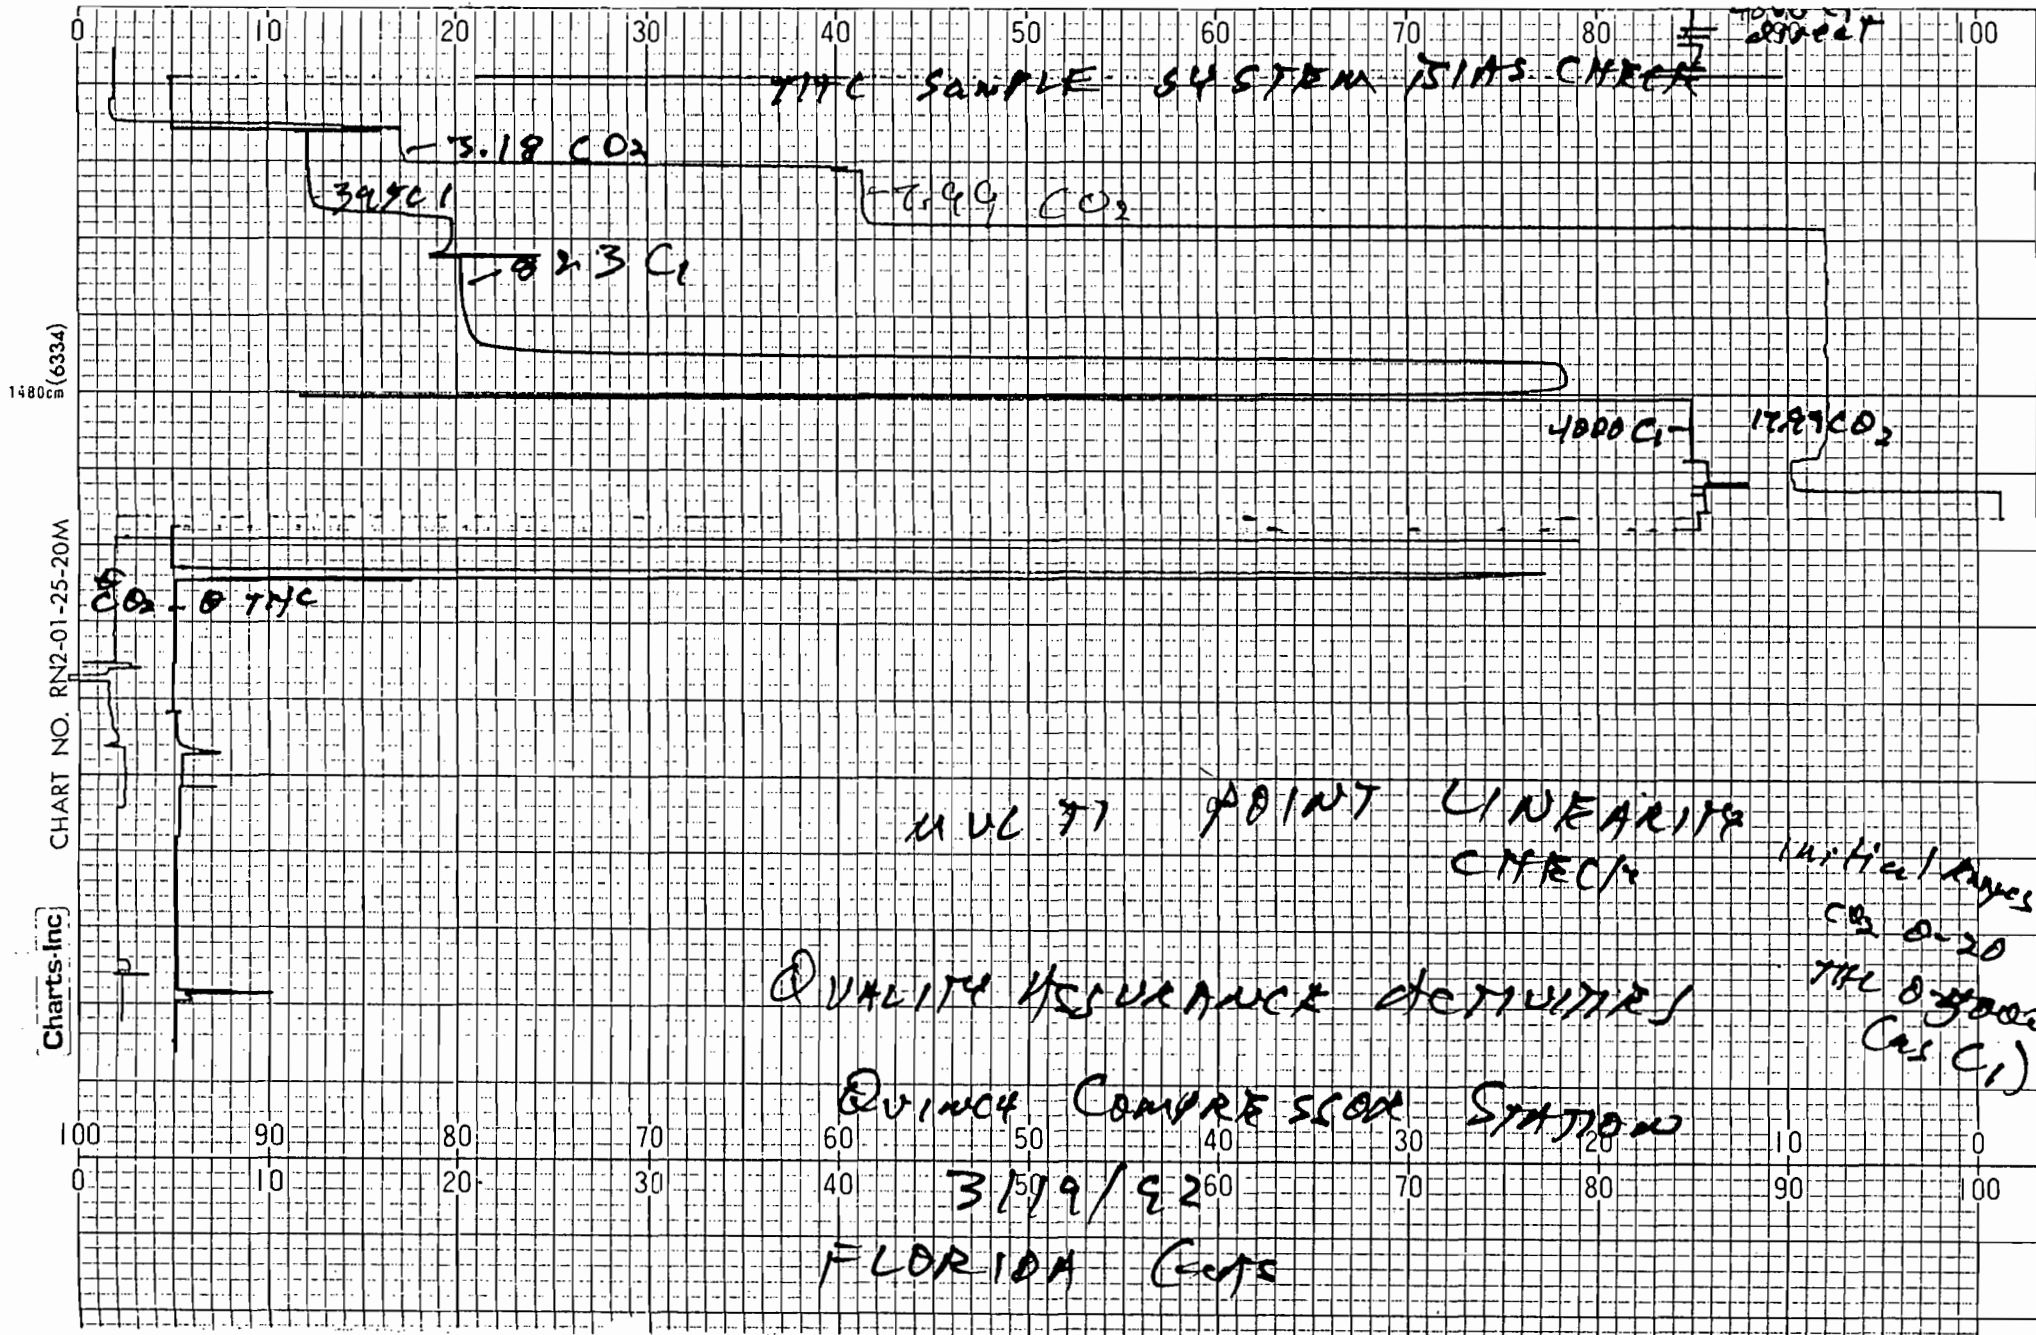 0 10 20 30 40 50 60 70 80 100
direct
THC SAMPLE SYSTEM BIAS CHECK
3.18 CO2
395 C1
7.99 CO2
823 C1
1480cm (6334)
4000 C1
17.99 CO2
CO2 - 0 THC
CHART NO. RN2-01-25-20M
MULTI POINT LINEARITY
CHECK
initial Ranges
CO2 0-20
THC
(as C1)
Charts-Inc
QUALITY ASSURANCE ACTIVITIES
QUINCY COMPRESSOR STATION
100 90 80 70 60 50 40 30 20 10 0
0 10 20 30 40 50 60 70 80 90 100
3/19/92
FLORIDA GAS